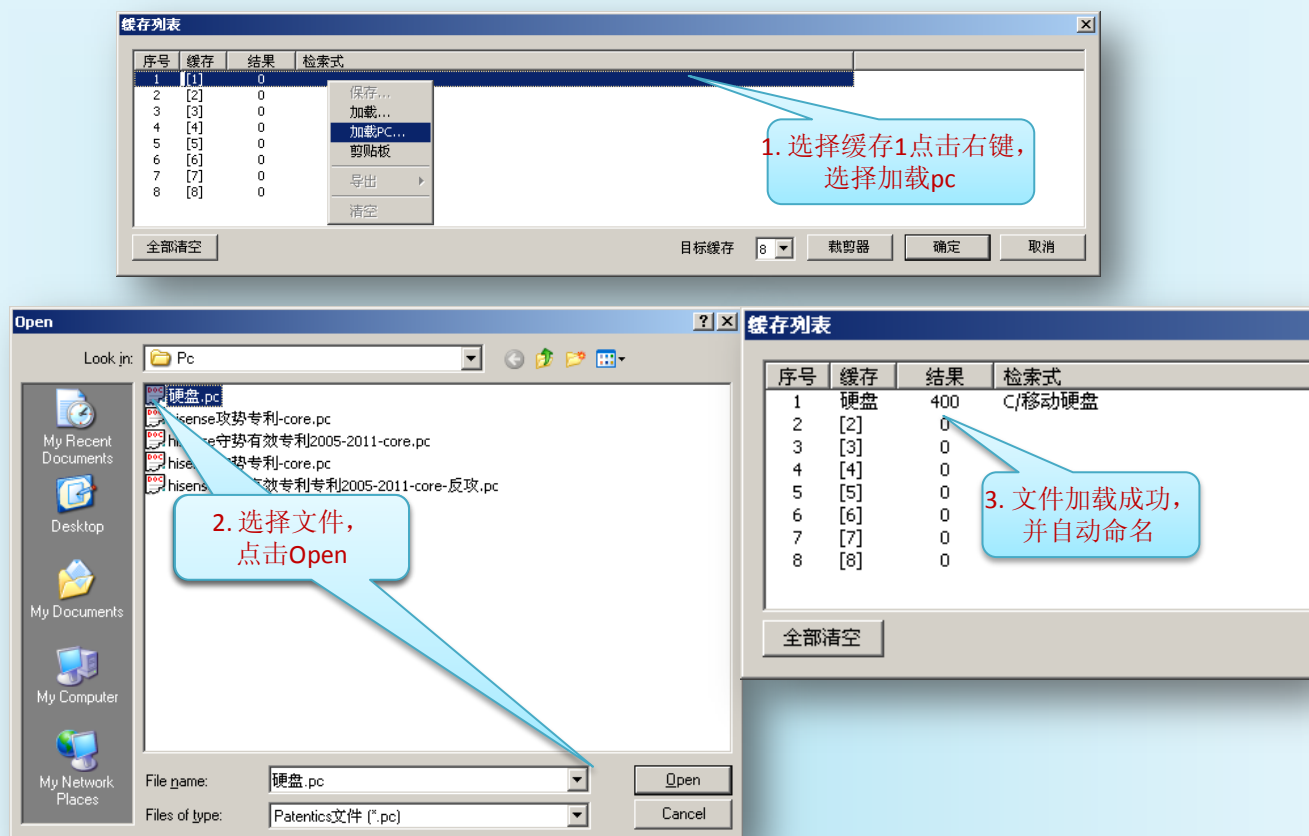 缓存列表
序号 缓存 结果 检索式
1 [1] 0
2 [2] 0
3 [3] 0
4 [4] 0
5 [5] 0
6 [6] 0
7 [7] 0
8 [8] 0
保存...
加载...
加载PC...
剪贴板
导出
清空
1. 选择缓存1点击右键，
选择加载pc
全部清空 目标缓存 8 裁剪器 确定 取消
Open
Look in: Pc
硬盘.pc
hisense攻势专利-core.pc
守势有效专利2005-2011-core.pc
专利-core.pc
有效专利专利2005-2011-core-反攻.pc
My Recent
Documents
Desktop
My Documents
My Computer
My Network
Places
2. 选择文件，
点击Open
File name: 硬盘.pc Open
Files of type: Patentics文件 (*.pc) Cancel
缓存列表
序号 缓存 结果 检索式
1 硬盘 400 C/移动硬盘
2 [2] 0
3 [3] 0
4 [4] 0
5 [5] 0
6 [6] 0
7 [7] 0
8 [8] 0
3. 文件加载成功，
并自动命名
全部清空